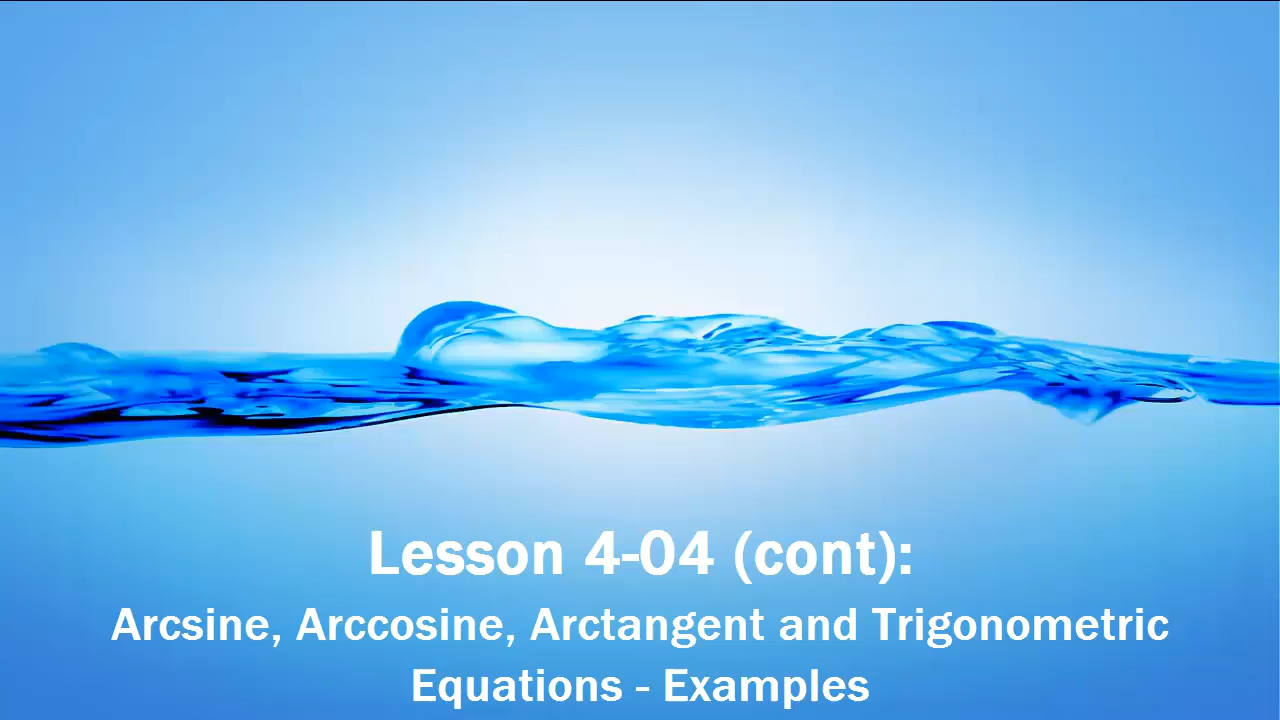 Lesson 4-04 (cont):
Arcsine, Arccosine, Arctangent and Trigonometric
Equations - Examples